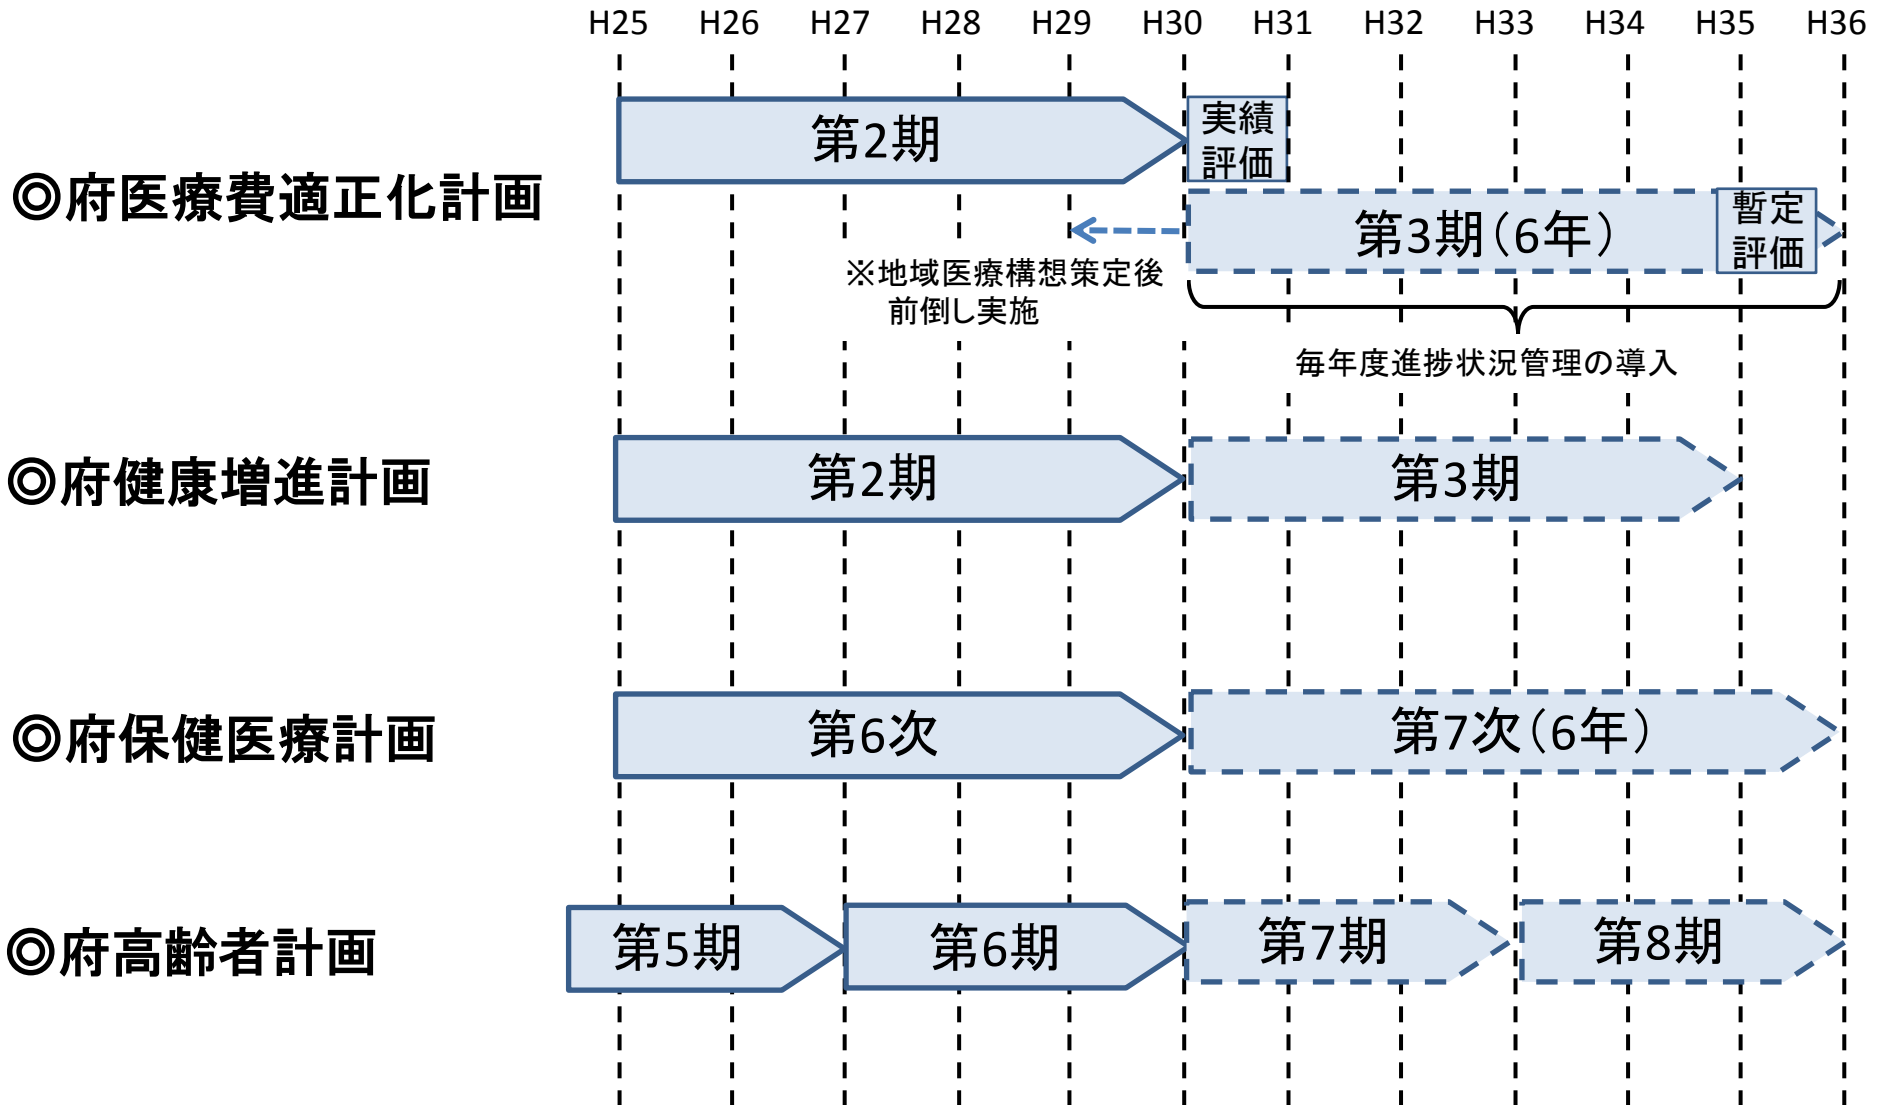 H25 H26 H27 H28 H29 H30 H31 H32 H33 H34 H35 H36
第2期
実績
評価
◎府医療費適正化計画
第3期（6年）
暫定
評価
※地域医療構想策定後
前倒し実施
毎年度進捗状況管理の導入
◎府健康増進計画
第2期
第3期
◎府保健医療計画
第6次
第7次（6年）
◎府高齢者計画
第5期
第6期
第7期
第8期